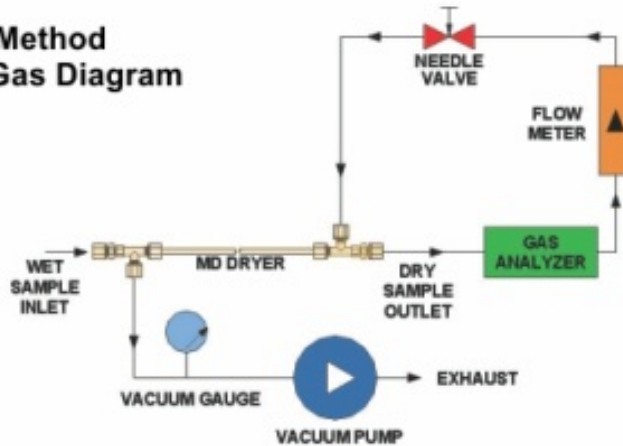 Method
Gas Diagram
NEEDLE
VALVE
FLOW
METER
WET
SAMPLE
INLET
MD DRYER
DRY
SAMPLE
OUTLET
GAS
ANALYZER
VACUUM GAUGE
EXHAUST
VACUUM PUMP